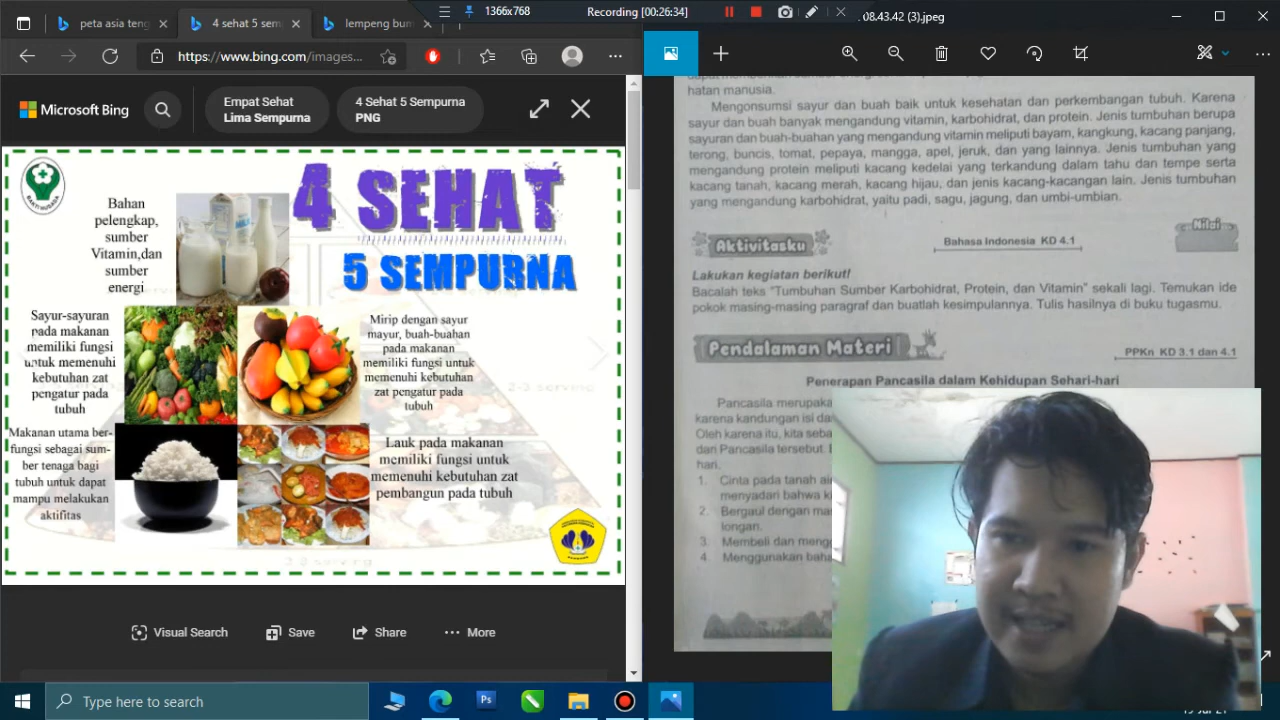 peta asia teng
4 sehat 5 semp
lempeng bum
1366x768
Recording [00:26:34]
08.43.42 (3).jpeg
https://www.bing.com/images...
Microsoft Bing
Empat Sehat
Lima Sempurna
4 Sehat 5 Sempurna
PNG
BAKTI HUSADA
4 SEHAT
5 SEMPURNA
Bahan
pelengkap,
sumber
Vitamin,dan
sumber
energi
Sayur-sayuran
pada makanan
memiliki fungsi
untuk memenuhi
kebutuhan zat
pengatur pada
tubuh
Mirip dengan sayur
mayur, buah-buahan
pada makanan
memiliki fungsi untuk
memenuhi kebutuhan
zat pengatur pada
tubuh
Makanan utama ber-
fungsi sebagai sum-
ber tenaga bagi
tubuh untuk dapat
mampu melakukan
aktifitas
Lauk pada makanan
memiliki fungsi untuk
memenuhi kebutuhan zat
pembangun pada tubuh
2-3 serving
Visual Search
Save
Share
More
hatan manusia.
Mengonsumsi sayur dan buah baik untuk kesehatan dan perkembangan tubuh. Karena
sayur dan buah banyak mengandung vitamin, karbohidrat, dan protein. Jenis tumbuhan berupa
sayuran dan buah-buahan yang mengandung vitamin meliputi bayam, kangkung, kacang panjang,
terong, buncis, tomat, pepaya, mangga, apel, jeruk, dan yang lainnya. Jenis tumbuhan yang
mengandung protein meliputi kacang kedelai yang terkandung dalam tahu dan tempe serta
kacang tanah, kacang merah, kacang hijau, dan jenis kacang-kacangan lain. Jenis tumbuhan
yang mengandung karbohidrat, yaitu padi, sagu, jagung, dan umbi-umbian.
Aktivitasku
Bahasa Indonesia KD 4.1
Nilai
Lakukan kegiatan berikut!
Bacalah teks "Tumbuhan Sumber Karbohidrat, Protein, dan Vitamin" sekali lagi. Temukan ide
pokok masing-masing paragraf dan buatlah kesimpulannya. Tulis hasilnya di buku tugasmu.
Pendalaman Materi
PPKn KD 3.1 dan 4.1
Penerapan Pancasila dalam Kehidupan Sehari-hari
Pancasila merupaka
karena kandungan isi da
Oleh karena itu, kita seba
dari Pancasila tersebut.
hari.
1. Cinta pada tanah ai
menyadari bahwa k
2. Bergaul dengan ma
longan.
3. Membeli dan mengg
4. Menggunakan baha
Type here to search
Ps